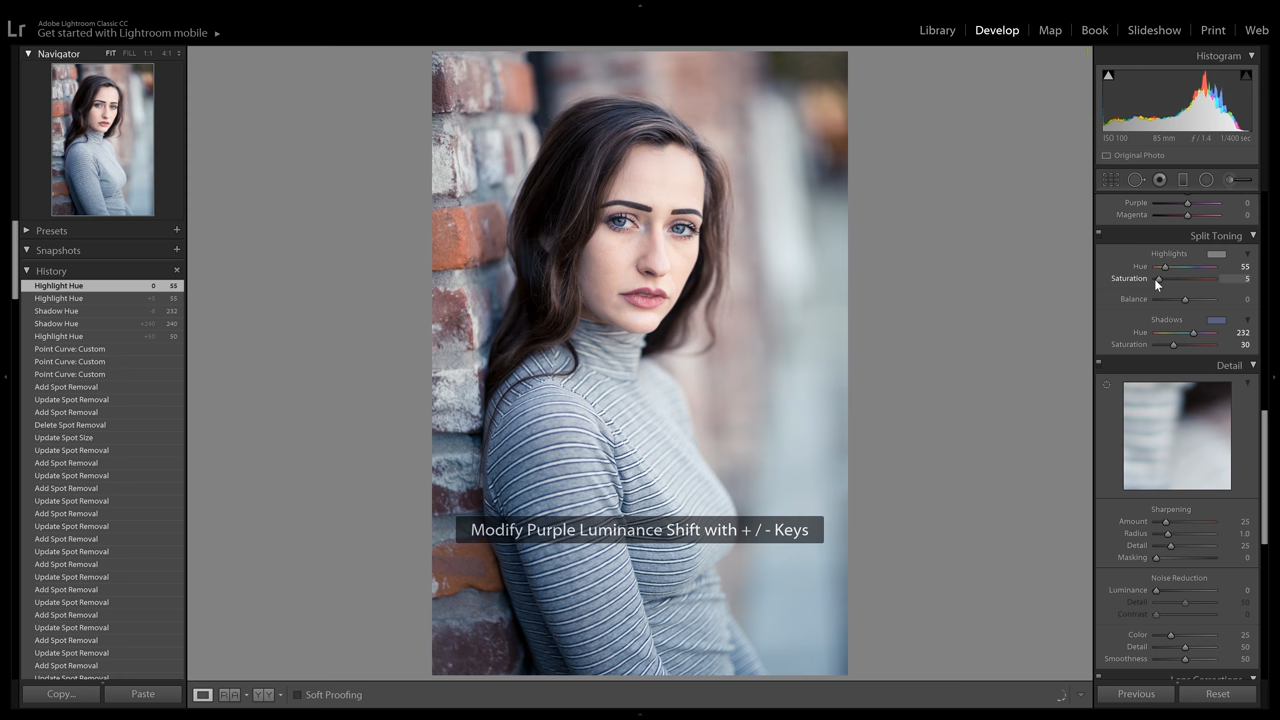 Lr
Adobe Lightroom Classic CC
Get started with Lightroom mobile
Library | Develop | Map | Book | Slideshow | Print | Web
Navigator FIT FILL 1:1 4:1
Presets
Snapshots
History
Highlight Hue 0 55
Highlight Hue +5 55
Shadow Hue -8 232
Shadow Hue +240 240
Highlight Hue +50 50
Point Curve: Custom
Point Curve: Custom
Point Curve: Custom
Add Spot Removal
Update Spot Removal
Add Spot Removal
Delete Spot Removal
Update Spot Size
Update Spot Removal
Add Spot Removal
Update Spot Removal
Add Spot Removal
Update Spot Removal
Add Spot Removal
Update Spot Removal
Add Spot Removal
Update Spot Removal
Add Spot Removal
Update Spot Removal
Add Spot Removal
Update Spot Removal
Add Spot Removal
Update Spot Removal
Add Spot Removal
Update Spot Removal
Add Spot Removal
Update Spot Removal
Copy...
Paste
Modify Purple Luminance Shift with + / - Keys
Soft Proofing
Histogram
ISO 100 85 mm ƒ / 1.4 1/400 sec
Original Photo
Purple 0
Magenta 0
Split Toning
Highlights
Hue 55
Saturation 5
Balance 0
Shadows
Hue 232
Saturation 30
Detail
Sharpening
Amount 25
Radius 1.0
Detail 25
Masking 0
Noise Reduction
Luminance 0
Detail 50
Contrast 0
Color 25
Detail 50
Smoothness 50
Lens Corrections
Previous
Reset